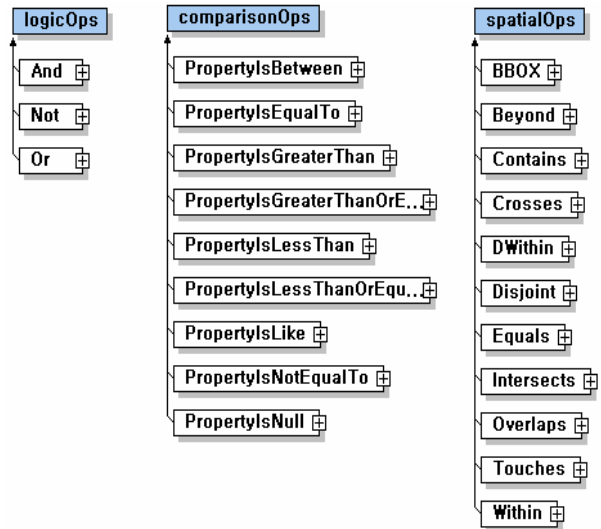 logicOps
And
Not
Or
comparisonOps
PropertyIsBetween
PropertyIsEqualTo
PropertyIsGreaterThan
PropertyIsGreaterThanOrE...
PropertyIsLessThan
PropertyIsLessThanOrEqu...
PropertyIsLike
PropertyIsNotEqualTo
PropertyIsNull
spatialOps
BBOX
Beyond
Contains
Crosses
DWithin
Disjoint
Equals
Intersects
Overlaps
Touches
Within